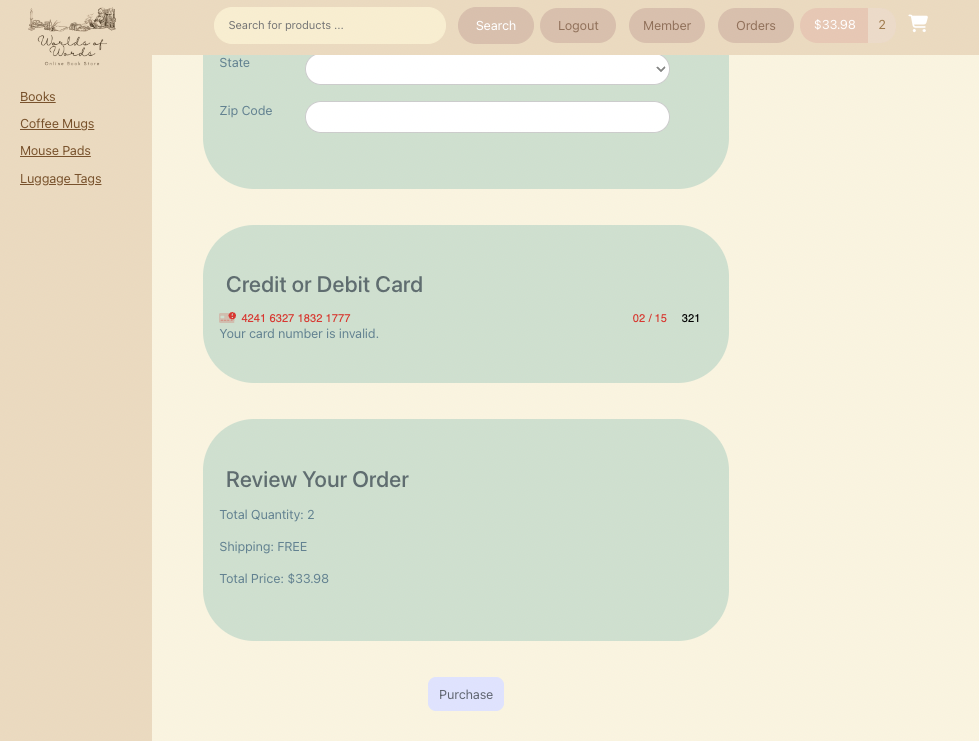 Worlds of
Words
Online Book Store
Search for products ...
Search
Logout
Member
Orders
$33.98
2
Books
Coffee Mugs
Mouse Pads
Luggage Tags
State
Zip Code
Credit or Debit Card
4241 6327 1832 1777 02 / 15 321
Your card number is invalid.
Review Your Order
Total Quantity: 2
Shipping: FREE
Total Price: $33.98
Purchase